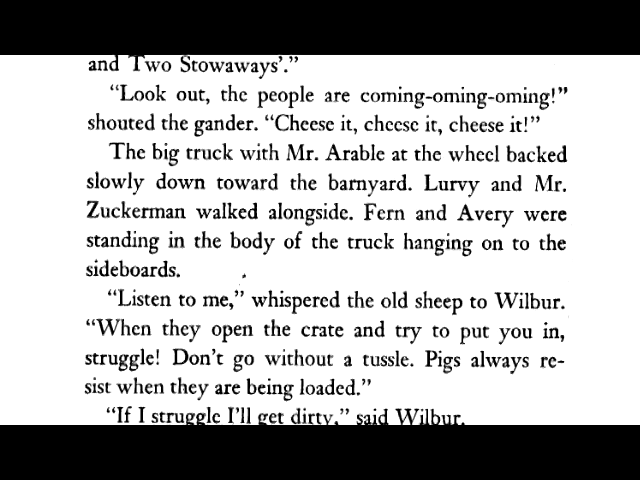 and Two Stowaways’.”
“Look out, the people are coming-oming-oming!”
shouted the gander. “Cheese it, cheese it, cheese it!”
The big truck with Mr. Arable at the wheel backed
slowly down toward the barnyard. Lurvy and Mr.
Zuckerman walked alongside. Fern and Avery were
standing in the body of the truck hanging on to the
sideboards.
“Listen to me,” whispered the old sheep to Wilbur.
“When they open the crate and try to put you in,
struggle! Don’t go without a tussle. Pigs always re-
sist when they are being loaded.”
“If I struggle I’ll get dirty,” said Wilbur.